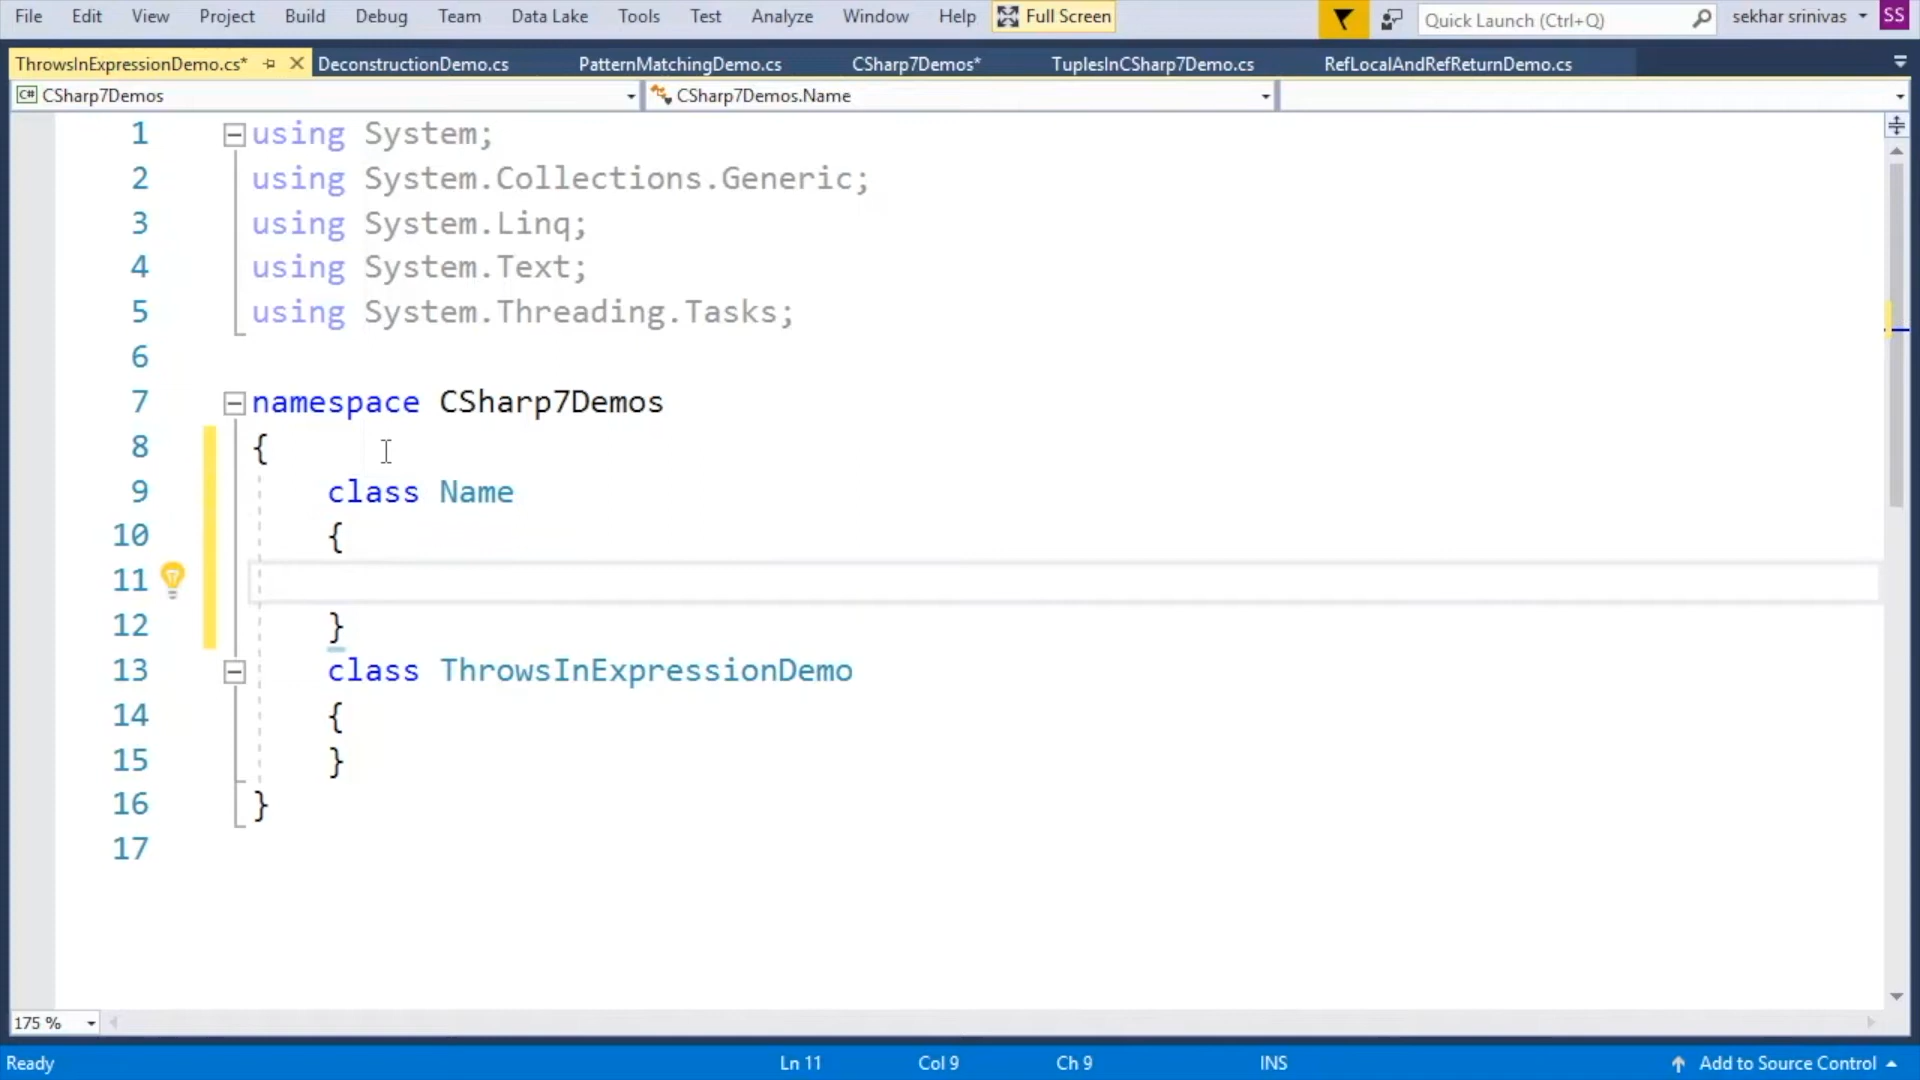 File Edit View Project Build Debug Team Data Lake Tools Test Analyze Window Help Full Screen Quick Launch (Ctrl+Q) sekhar srinivas SS
ThrowsInExpressionDemo.cs* DeconstructionDemo.cs PatternMatchingDemo.cs CSharp7Demos* TuplesInCSharp7Demo.cs RefLocalAndRefReturnDemo.cs
C# CSharp7Demos CSharp7Demos.Name
1 using System;
2 using System.Collections.Generic;
3 using System.Linq;
4 using System.Text;
5 using System.Threading.Tasks;
6
7 namespace CSharp7Demos
8 {
9 class Name
10 {
11
12 }
13 class ThrowsInExpressionDemo
14 {
15 }
16 }
17
175 %
Ready Ln 11 Col 9 Ch 9 INS Add to Source Control